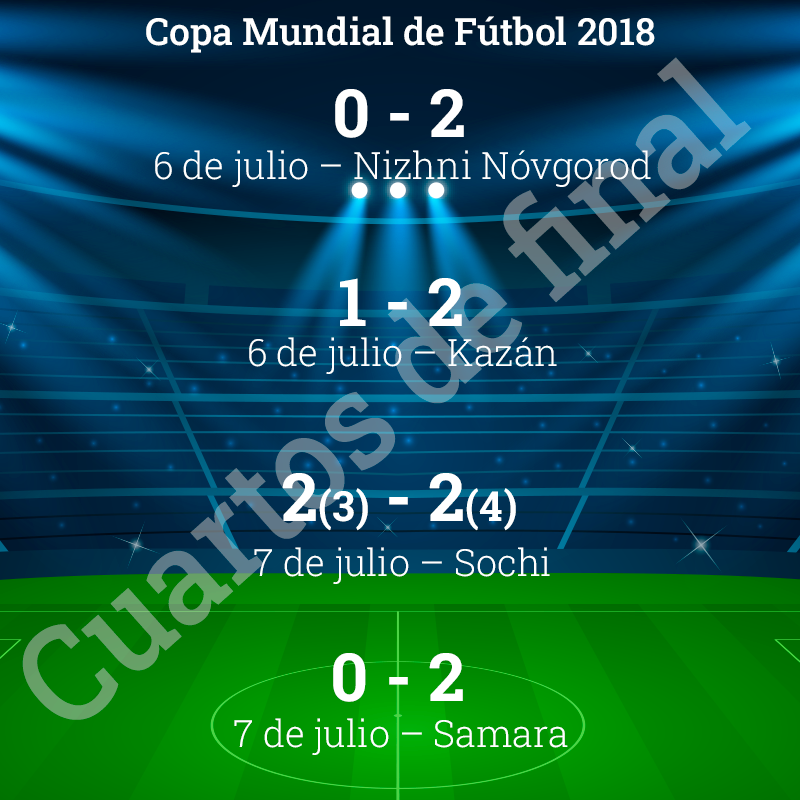 Copa Mundial de Fútbol 2018
0 - 2
6 de julio – Nizhni Nóvgorod
1 - 2
6 de julio – Kazán
2(3) - 2(4)
7 de julio – Sochi
0 - 2
7 de julio – Samara
Cuartos de final